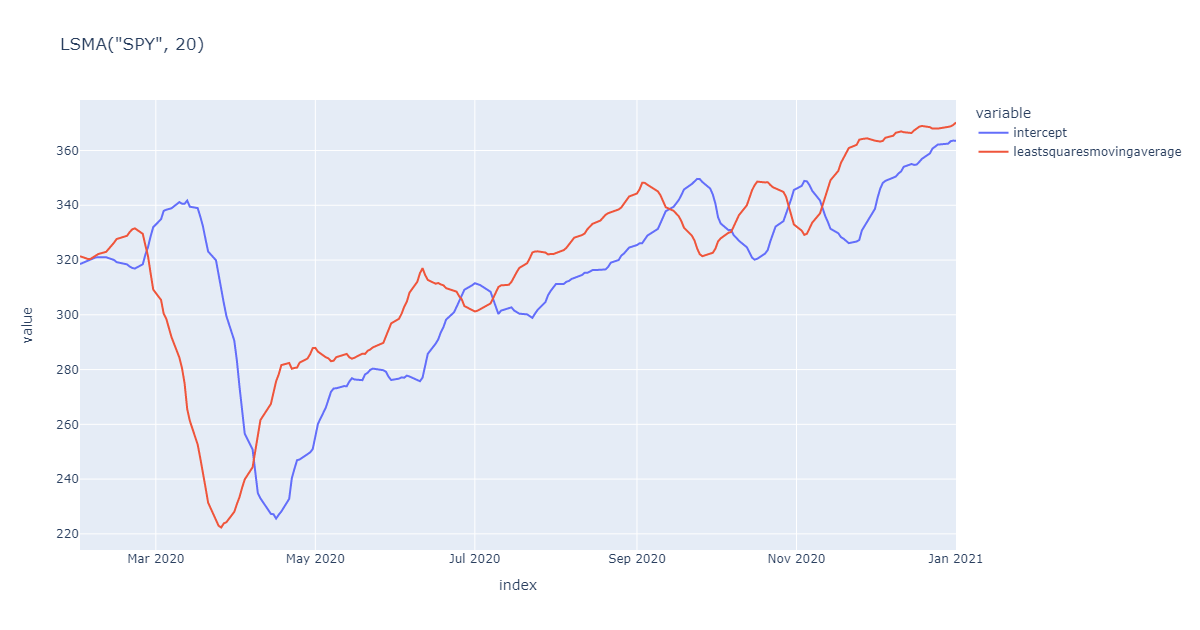 LSMA("SPY", 20)
variable
intercept
leastsquaresmovingaverage
value
360
340
320
300
280
260
240
220
Mar 2020
May 2020
Jul 2020
Sep 2020
Nov 2020
Jan 2021
index